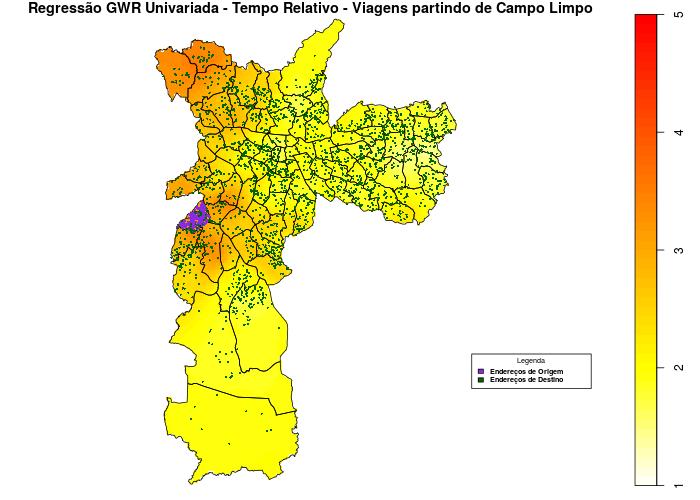 Regressão GWR Univariada - Tempo Relativo - Viagens partindo de Campo Limpo
5
4
3
2
1
Legenda
Endereços de Origem
Endereços de Destino